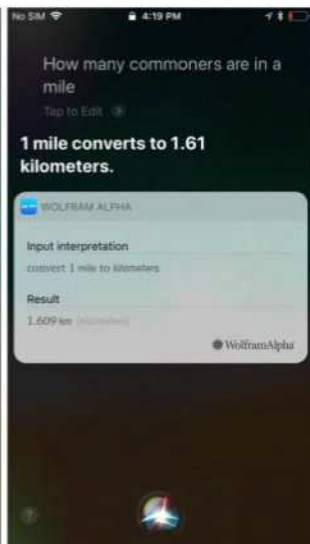 No SIM 4:19 PM
How many commoners are in a
mile
Tap to Edit
1 mile converts to 1.61
kilometers.
WOLFRAM ALPHA
Input interpretation
convert 1 mile to kilometers
Result
1.609 km (kilometers)
WolframAlpha
?